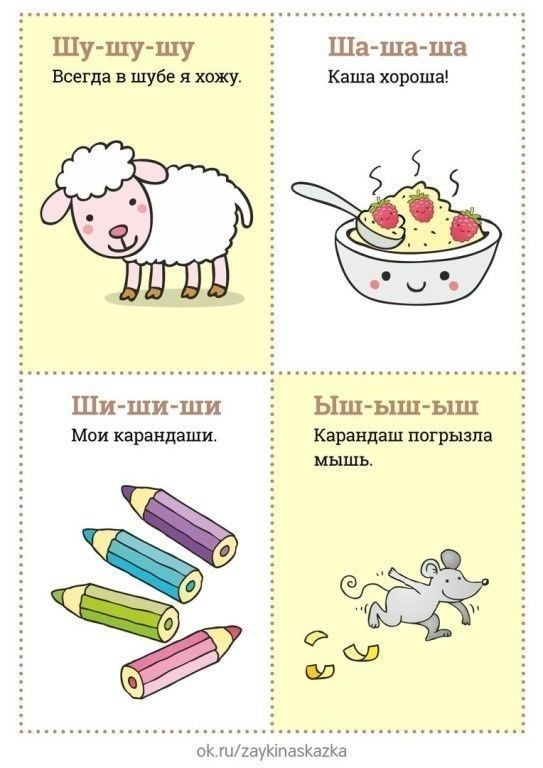 Шу-шу-шу
Всегда в шубе я хожу.
Ша-ша-ша
Каша хороша!
Ши-ши-ши
Мои карандаши.
Ыш-ыш-ыш
Карандаш погрызла
мышь.
ok.ru/zaykinaskazka